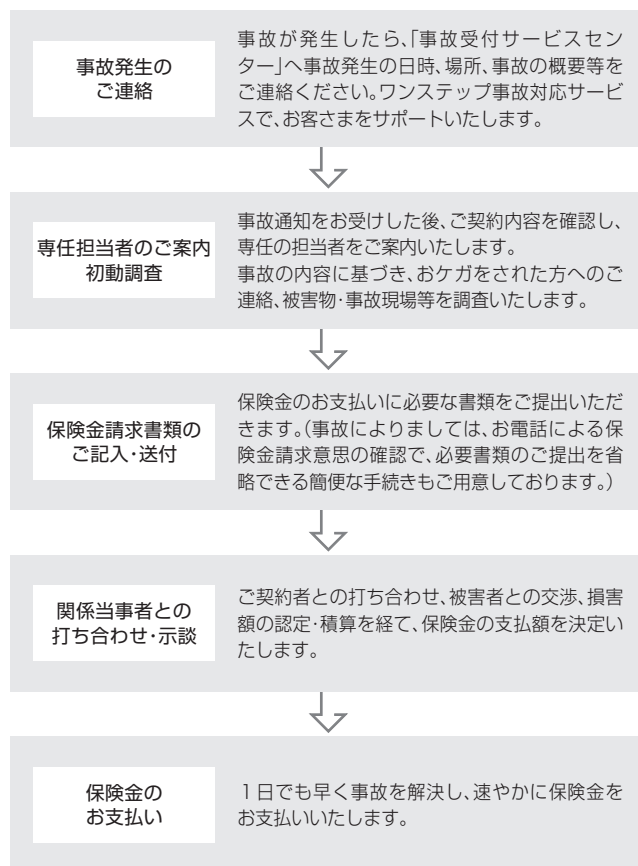 事故発生の
ご連絡
事故が発生したら、「事故受付サービスセン
ター」へ事故発生の日時、場所、事故の概要等を
ご連絡ください。ワンステップ事故対応サービ
スで、お客さまをサポートいたします。
専任担当者のご案内
初動調査
事故通知をお受けした後、ご契約内容を確認し、
専任の担当者をご案内いたします。
事故の内容に基づき、おケガをされた方へのご
連絡、被害物・事故現場等を調査いたします。
保険金請求書類の
ご記入・送付
保険金のお支払いに必要な書類をご提出いただ
きます。(事故によりましては、お電話による保
険金請求意思の確認で、必要書類のご提出を省
略できる簡便な手続きもご用意しております。)
関係当事者との
打ち合わせ・示談
ご契約者との打ち合わせ、被害者との交渉、損害
額の認定・積算を経て、保険金の支払額を決定い
たします。
保険金の
お支払い
1日でも早く事故を解決し、速やかに保険金を
お支払いいたします。